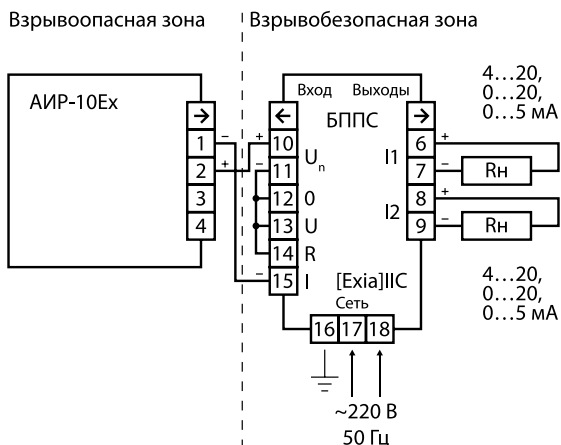 Взрывоопасная зона
Взрывобезопасная зона
АИР-10Ех
1 −
2 +
3
4
Вход Выходы
БППС
+ 10
− 11
Uп
12 0
13 U
14 R
− 15 I
6 +
I1
7 − Rн
8 +
I2
9 − Rн
4...20,
0...20,
0...5 мА
[Exia]IIC
Сеть
16 17 18
4...20,
0...20,
0...5 мА
~220 В
50 Гц